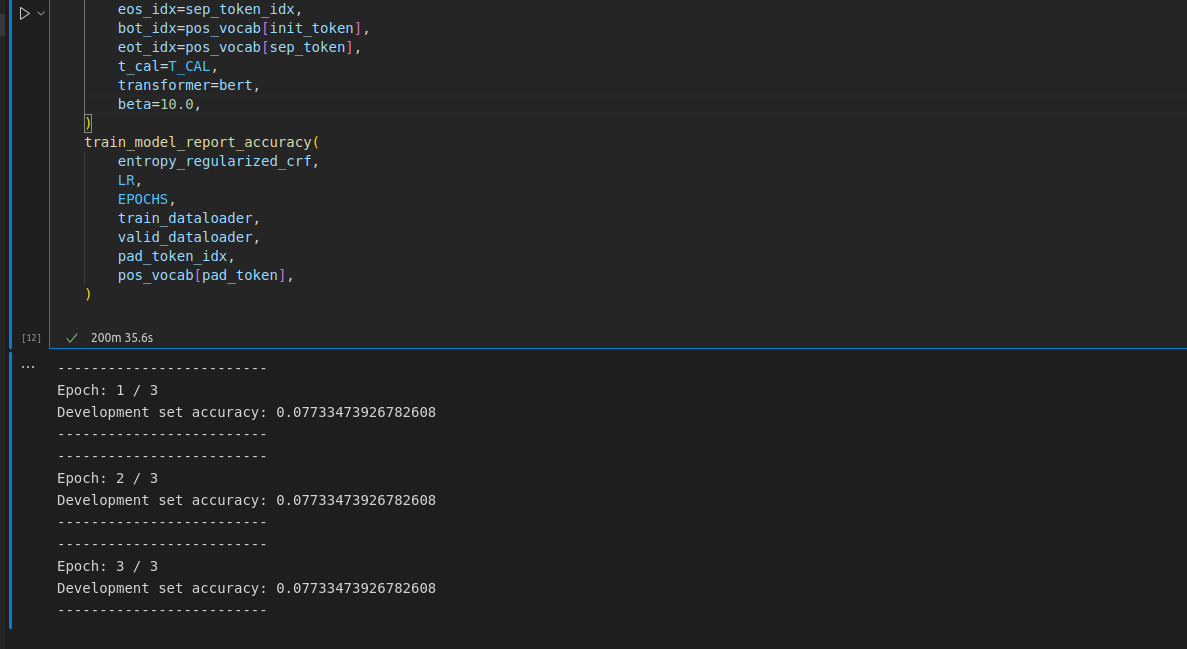 eos_idx=sep_token_idx,
bot_idx=pos_vocab[init_token],
eot_idx=pos_vocab[sep_token],
t_cal=T_CAL,
transformer=bert,
beta=10.0,
)
train_model_report_accuracy(
entropy_regularized_crf,
LR,
EPOCHS,
train_dataloader,
valid_dataloader,
pad_token_idx,
pos_vocab[pad_token],
)
[12] 200m 35.6s
...
-------------------------
Epoch: 1 / 3
Development set accuracy: 0.07733473926782608
-------------------------
-------------------------
Epoch: 2 / 3
Development set accuracy: 0.07733473926782608
-------------------------
-------------------------
Epoch: 3 / 3
Development set accuracy: 0.07733473926782608
-------------------------